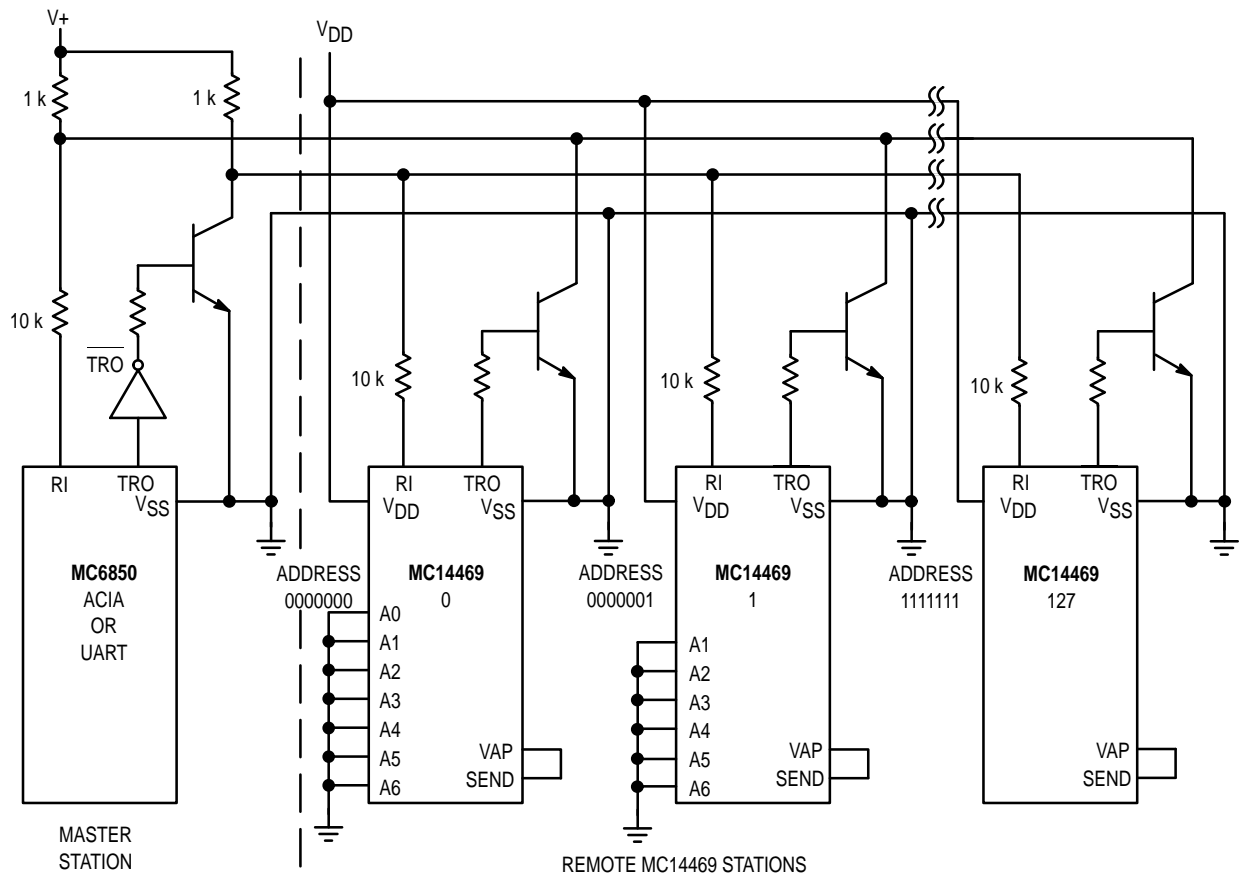 V+
VDD
1 k
1 k
10 k
TRO
10 k
10 k
10 k
RI
TRO
VSS
RI
TRO
VDD
VSS
RI
TRO
VDD
VSS
RI
TRO
VDD
VSS
MC6850
ACIA
OR
UART
ADDRESS
0000000
MC14469
0
ADDRESS
0000001
MC14469
1
ADDRESS
1111111
MC14469
127
A0
A1
A2
A3
A4
A5
A6
VAP
SEND
A1
A2
A3
A4
A5
A6
VAP
SEND
VAP
SEND
MASTER
STATION
REMOTE MC14469 STATIONS